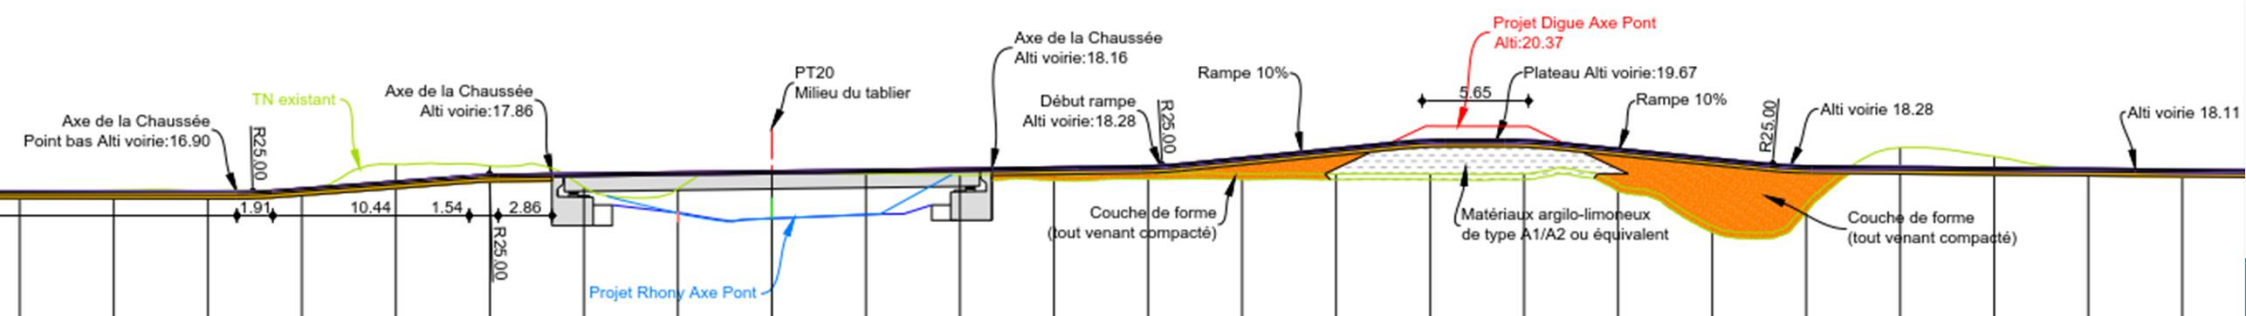 Axe de la Chaussée
Point bas Alti voirie:16.90
R25.00
TN existant
Axe de la Chaussée
Alti voirie:17.86
1.91
10.44
1.54
2.86
R25.00
PT20
Milieu du tablier
Projet Rhony Axe Pont
Axe de la Chaussée
Alti voirie:18.16
Début rampe
Alti voirie:18.28
R25.00
Rampe 10%
Couche de forme
(tout venant compacté)
Projet Digue Axe Pont
Alti:20.37
5.65
Plateau Alti voirie:19.67
Rampe 10%
Matériaux argilo-limoneux
de type A1/A2 ou équivalent
R25.00
Alti voirie 18.28
Couche de forme
(tout venant compacté)
Alti voirie 18.11